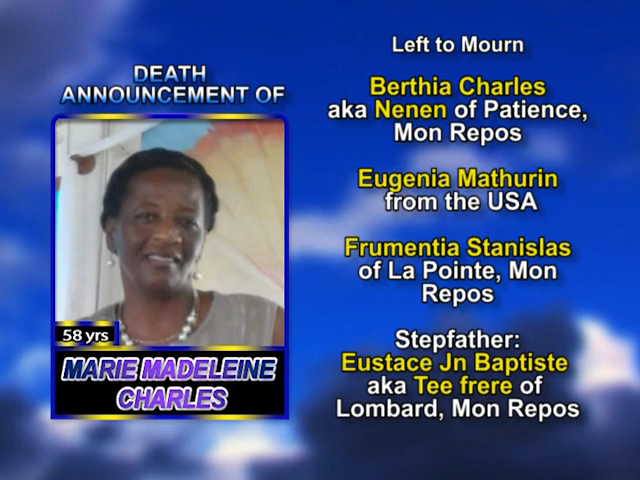 DEATH
ANNOUNCEMENT OF
58 yrs
MARIE MADELEINE
CHARLES
Left to Mourn
Berthia Charles
aka Nenen of Patience,
Mon Repos
Eugenia Mathurin
from the USA
Frumentia Stanislas
of La Pointe, Mon
Repos
Stepfather:
Eustace Jn Baptiste
aka Tee frere of
Lombard, Mon Repos